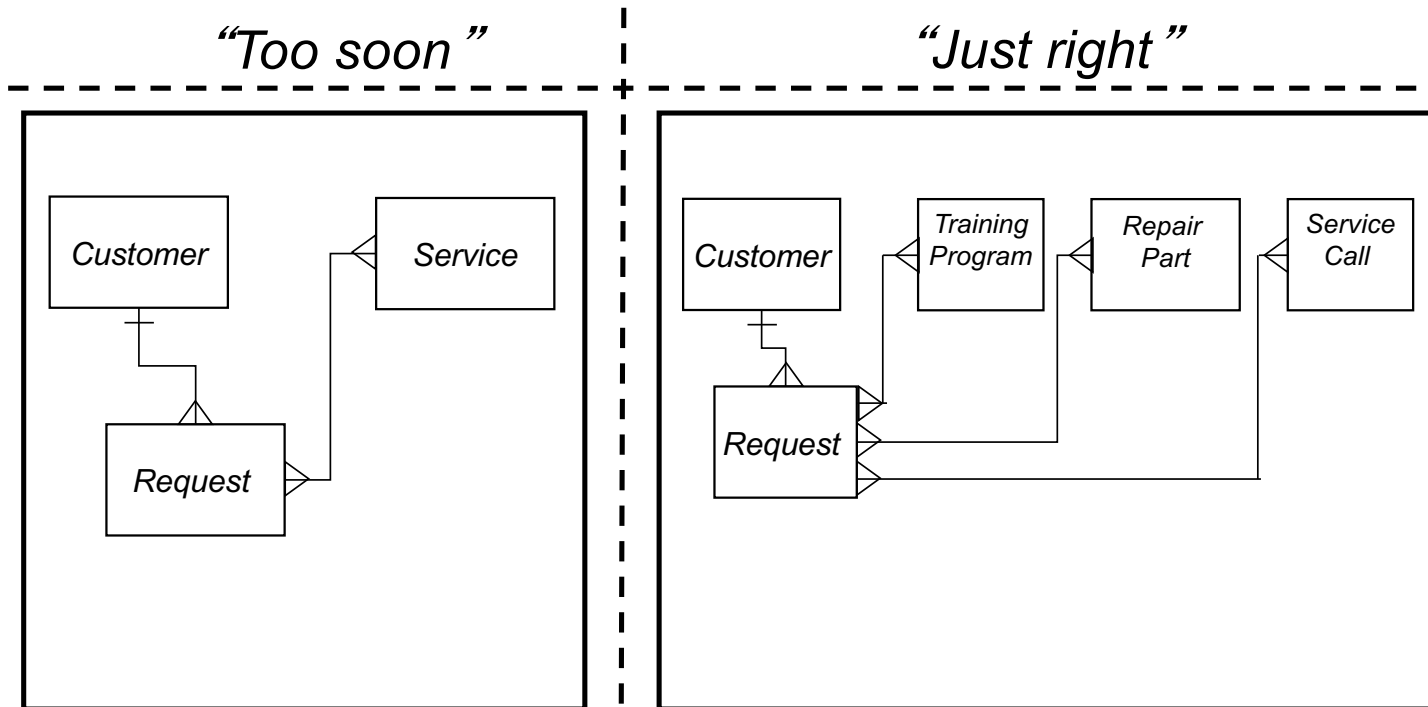 “Too soon”
“Just right”
Customer
Service
Request
Customer
Training
Program
Repair
Part
Service
Call
Request